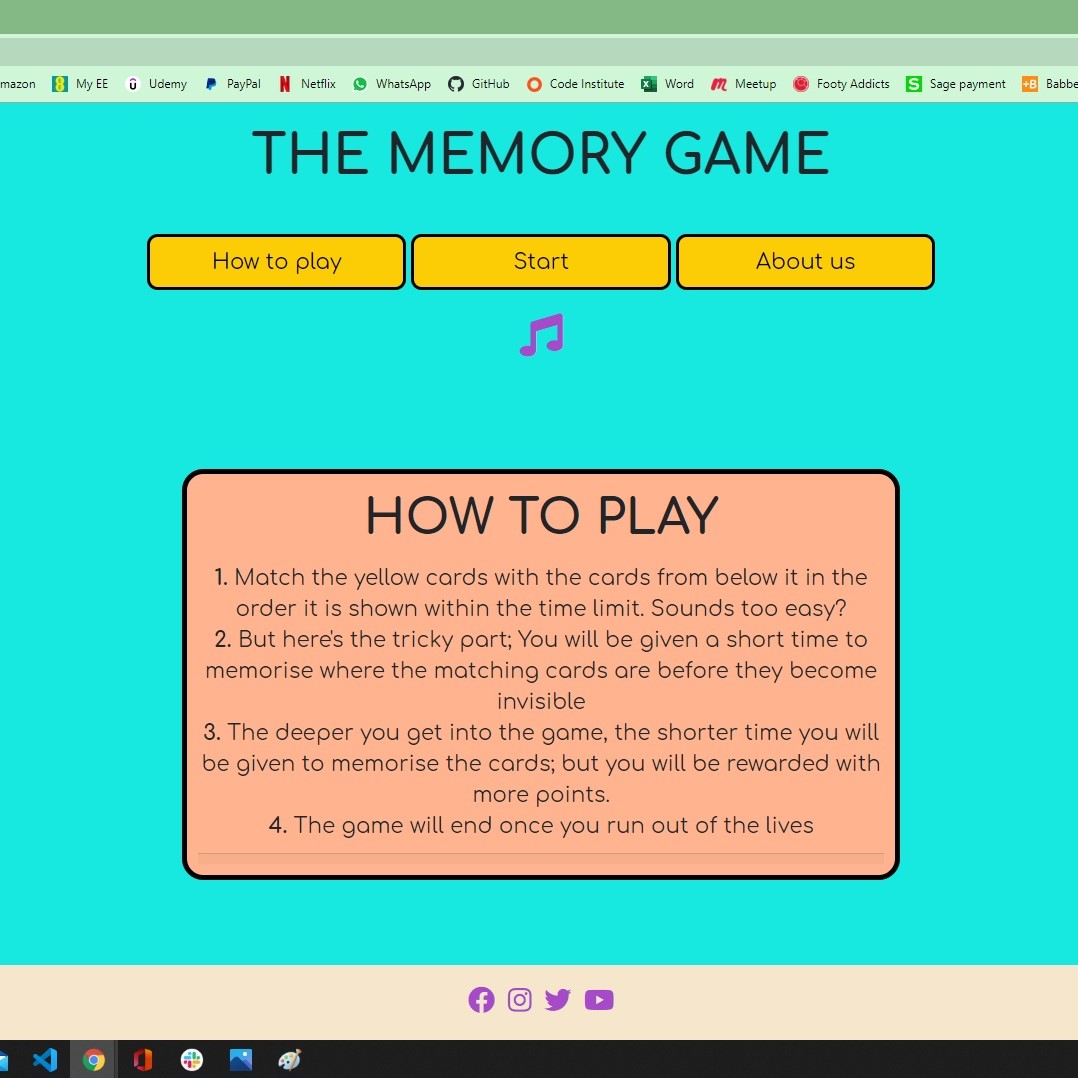 mazon My EE Udemy PayPal Netflix WhatsApp GitHub Code Institute Word Meetup Footy Addicts Sage payment Babbe
THE MEMORY GAME
How to play Start About us
HOW TO PLAY
1. Match the yellow cards with the cards from below it in the
order it is shown within the time limit. Sounds too easy?
2. But here's the tricky part; You will be given a short time to
memorise where the matching cards are before they become
invisible
3. The deeper you get into the game, the shorter time you will
be given to memorise the cards; but you will be rewarded with
more points.
4. The game will end once you run out of the lives